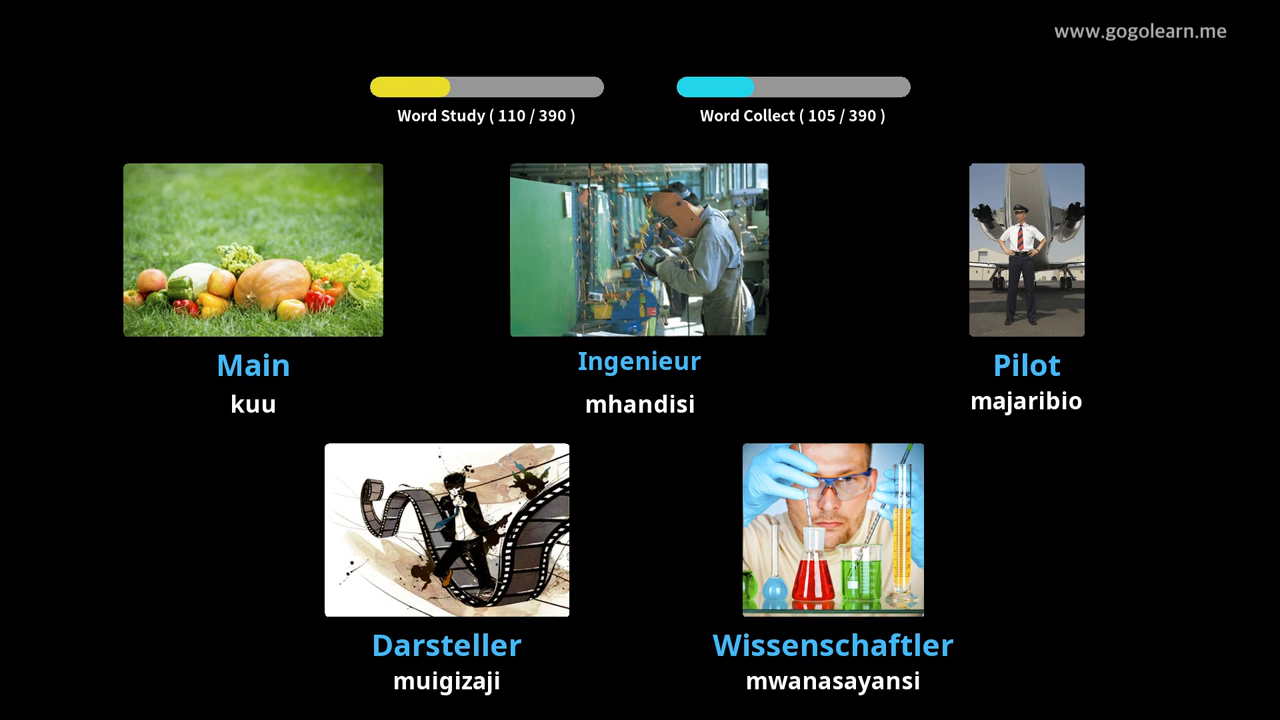 www.gogolearn.me
Word Study ( 110 / 390 )
Word Collect ( 105 / 390 )
Main
kuu
Ingenieur
mhandisi
Pilot
majaribio
Darsteller
muigizaji
Wissenschaftler
mwanasayansi